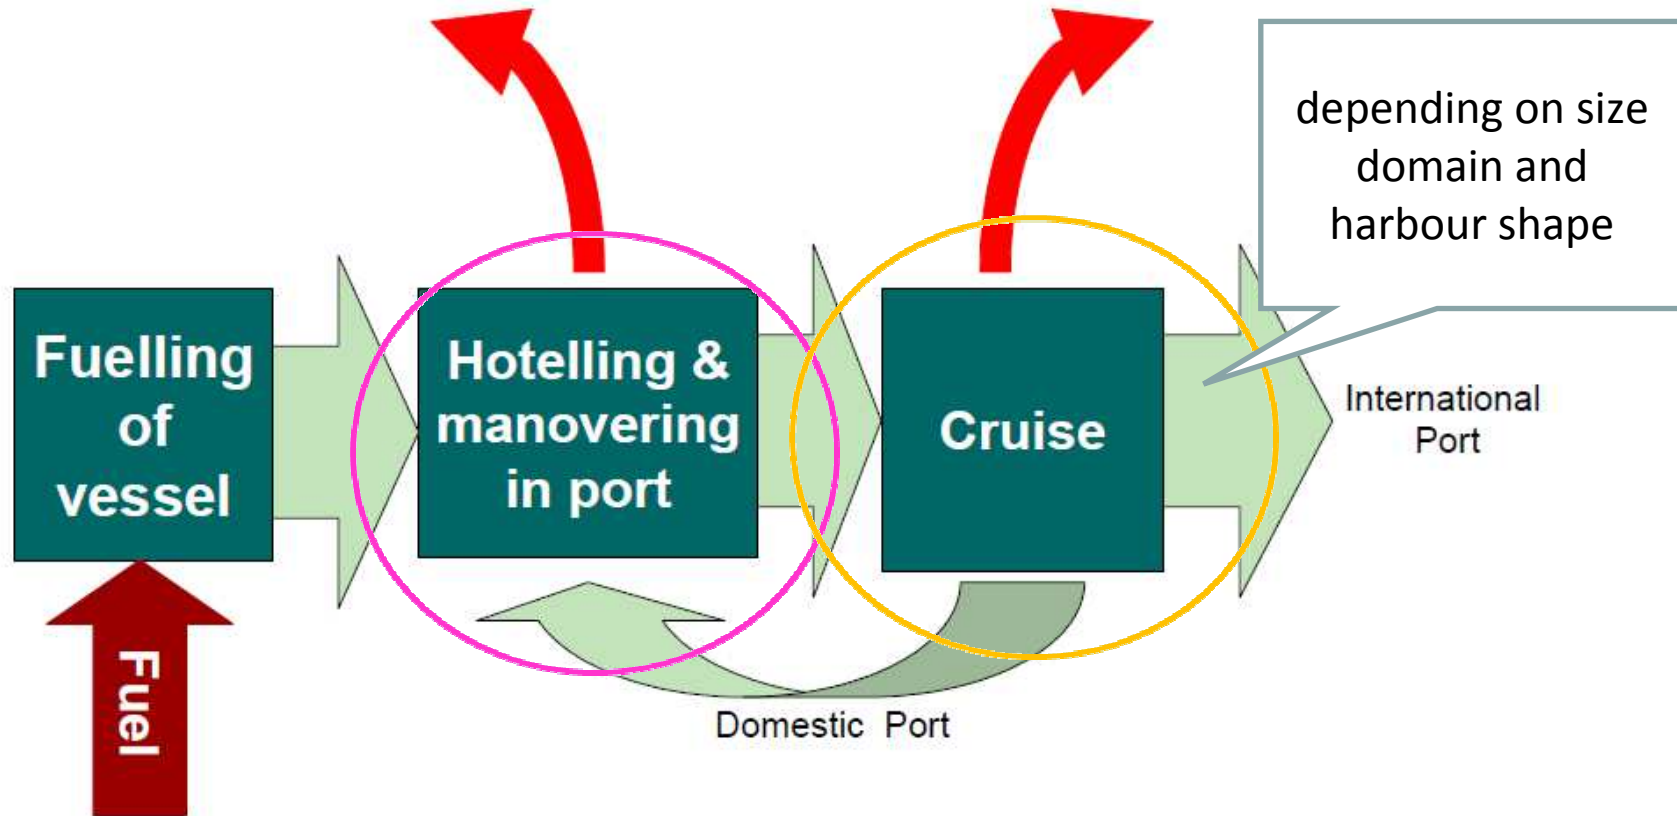 depending on size
domain and
harbour shape
Fuelling
of
vessel
Hotelling &
manovering
in port
Cruise
International
Port
Fuel
Domestic Port